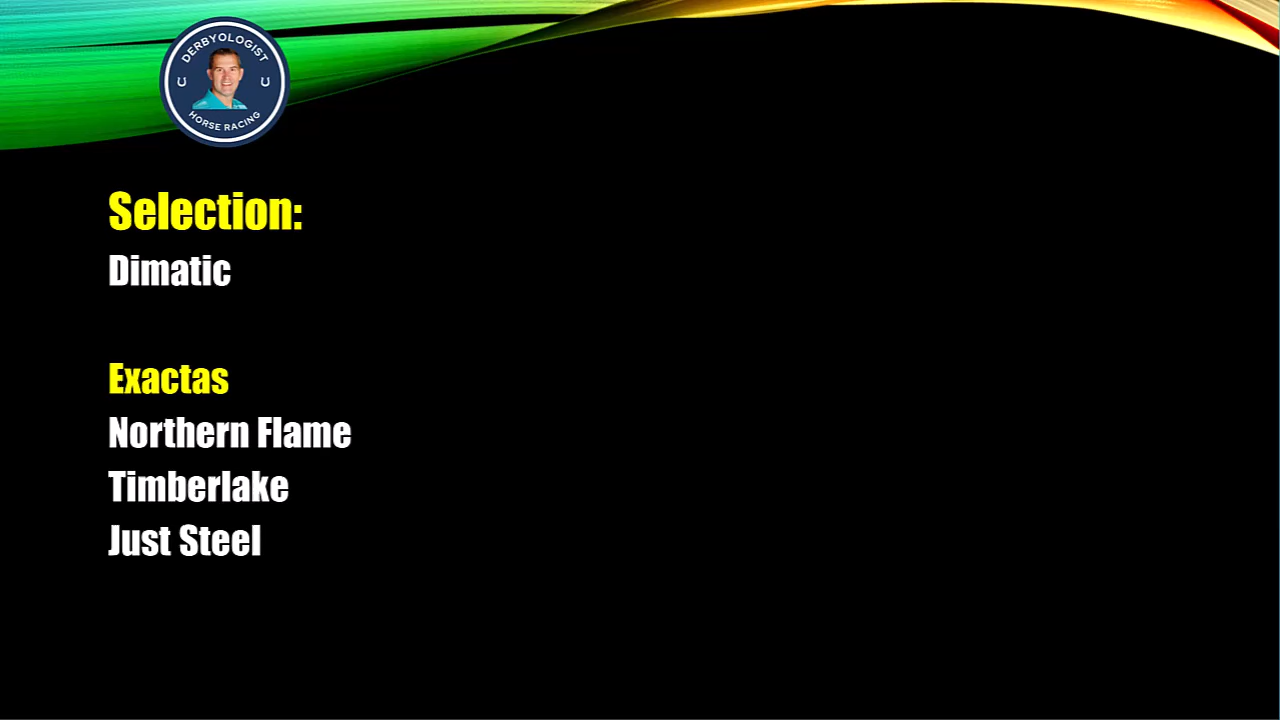 DERBYOLOGIST
HORSE RACING
Selection:
Dimatic
Exactas
Northern Flame
Timberlake
Just Steel